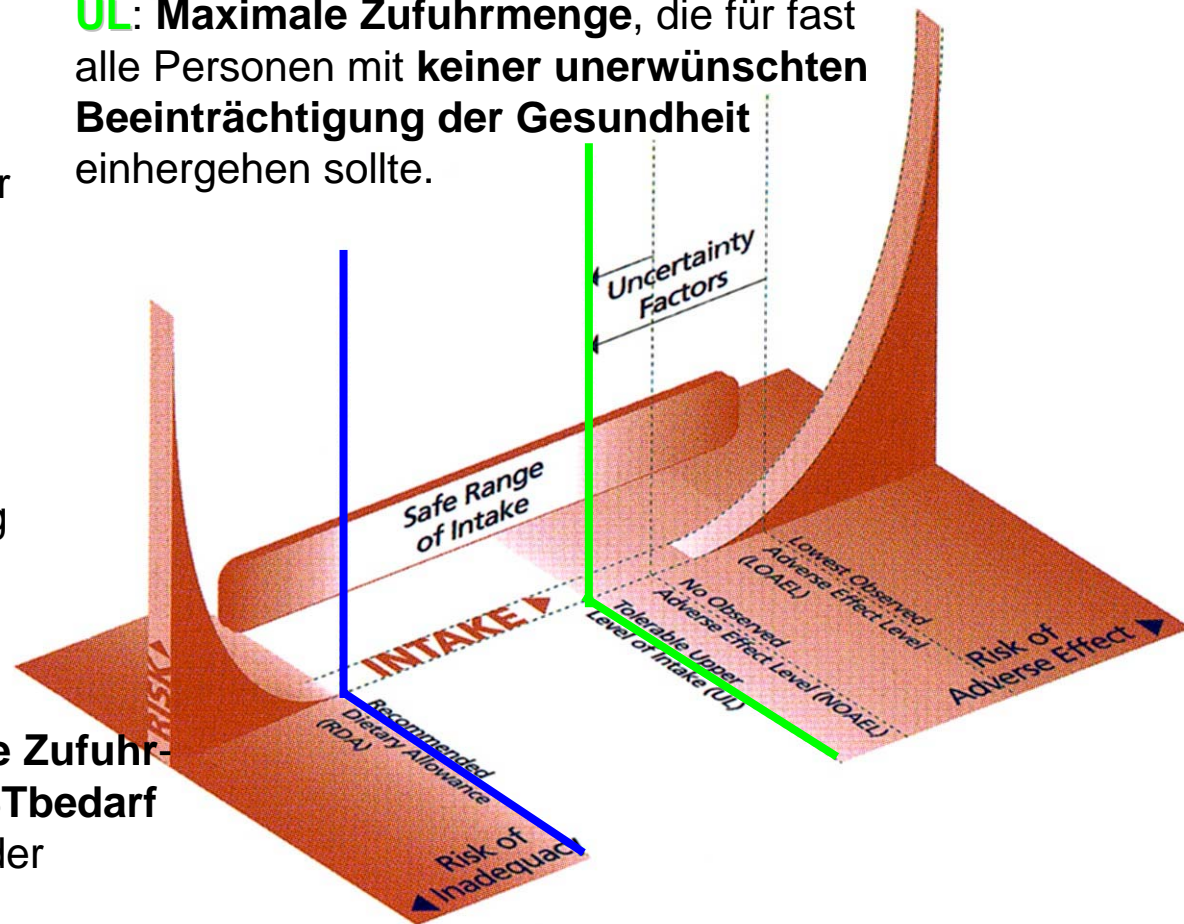 UL: Maximale Zufuhrmenge, die für fast
alle Personen mit keiner unerwünschten
Beeinträchtigung der Gesundheit
einhergehen sollte.
r
Uncertainty
Factors
Safe Range
of Intake
g
INTAKE
RISK
Lowest Observed
Adverse Effect Level
(LOAEL)
No Observed
Adverse Effect Level (NOAEL)
Tolerable Upper
Level of Intake (UL)
Risk of
Adverse Effect
Recommended
Dietary Allowance
(RDA)
e Zufuhr-
Tbedarf
der
Risk of
Inadequacy